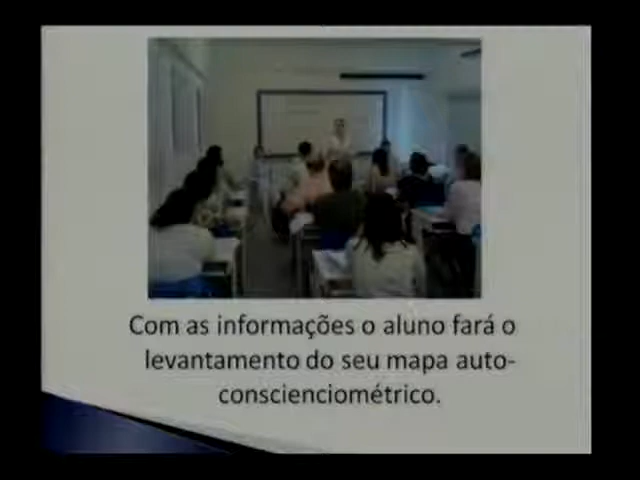 Com as informações o aluno fará o
levantamento do seu mapa auto-
conscienciométrico.